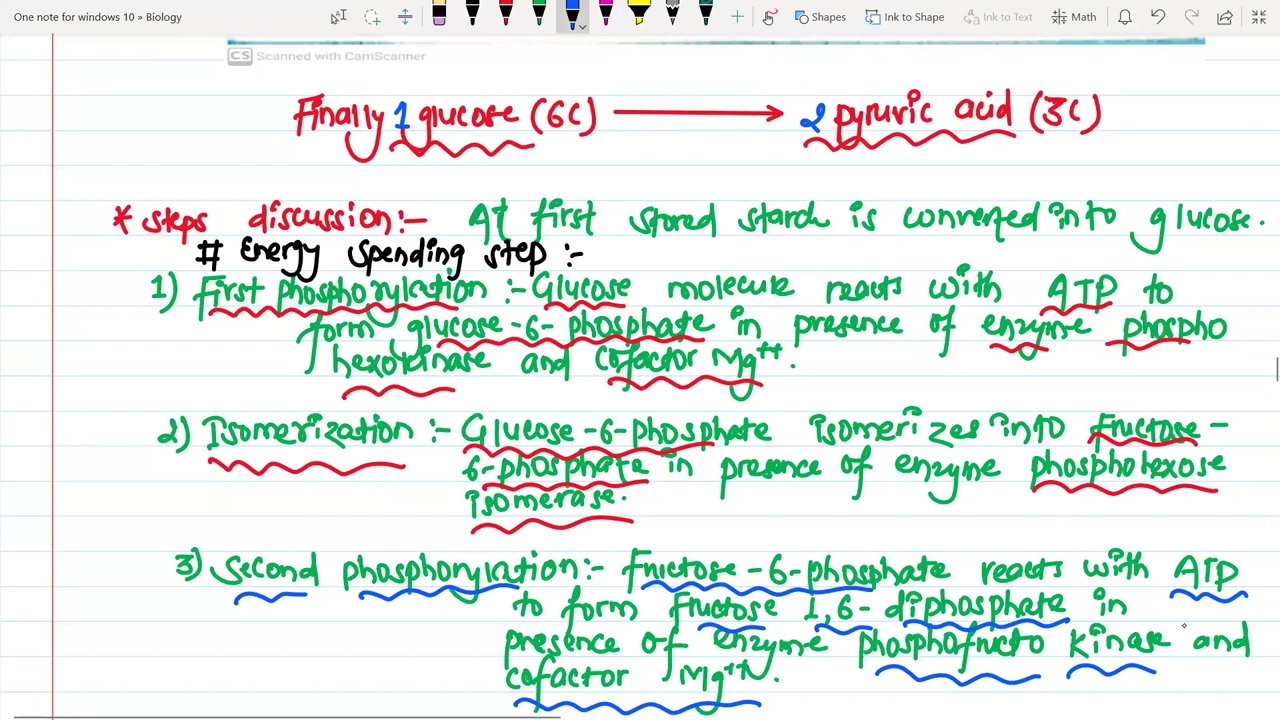 One note for windows 10 » Biology
Shapes Ink to Shape Ink to Text Math
CS Scanned with CamScanner
Finally 1 glucose (6C) → 2 pyruvic acid (3C)
* Steps discussion:- At first stored starch is converted into glucose.
# Energy spending step :-
1) First phosphorylation :- Glucose molecule reacts with ATP to
form glucose-6-phosphate in presence of enzyme phospho
hexokinase and cofactor Mg++.
2) Isomerization :- Glucose-6-phosphate isomerizes into fructose-
6-phosphate in presence of enzyme phosphohexose
isomerase.
3) Second phosphorylation:- Fructose-6-phosphate reacts with ATP
to form fructose 1,6-diphosphate in
presence of enzyme phosphofructo kinase and
cofactor Mg++.